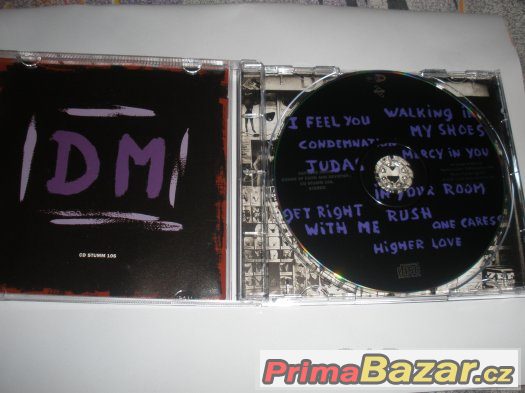 DM
CD STUMM 106
I FEEL YOU WALKING IN
MY SHOES
CONDEMNATION
JUDAS MERCY IN YOU
IN YOUR ROOM
GET RIGHT RUSH
WITH ME ONE CARESS
HIGHER LOVE
PrimaBazar.cz